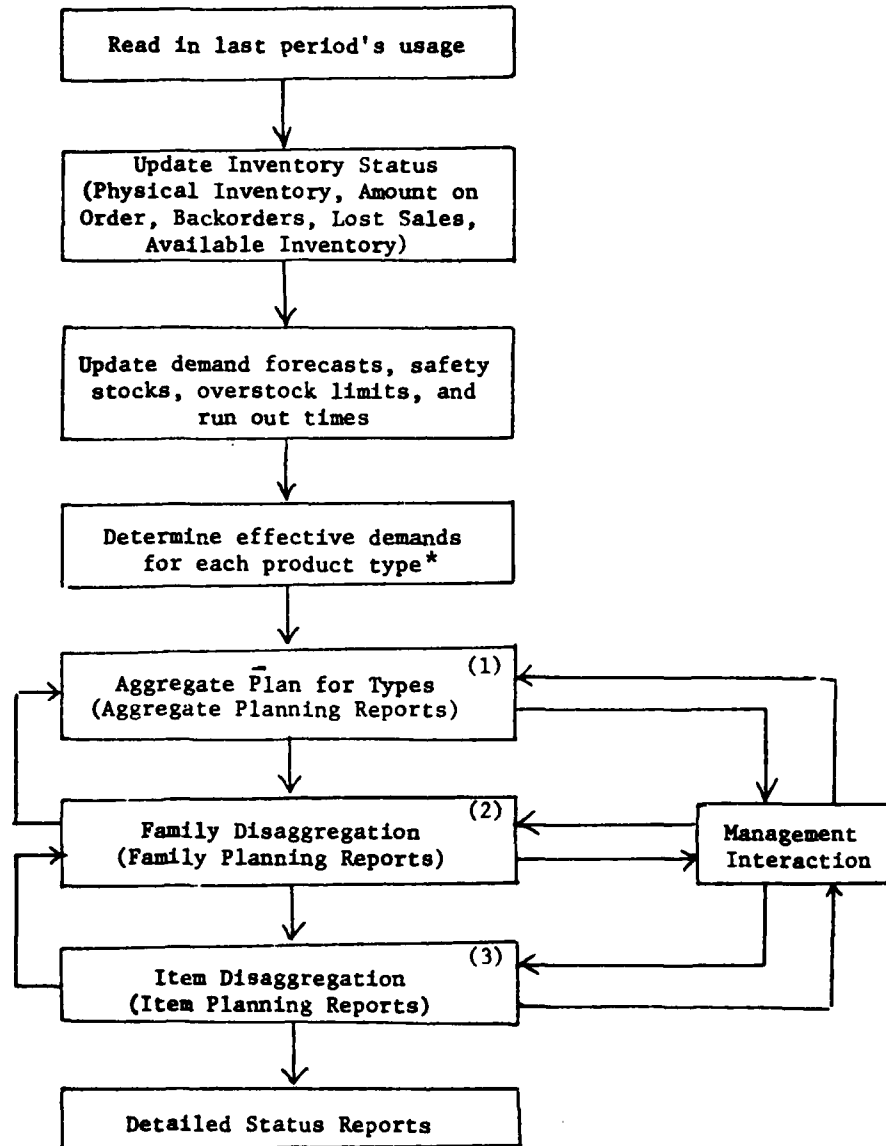 Read in last period's usage
Update Inventory Status
(Physical Inventory, Amount on
Order, Backorders, Lost Sales,
Available Inventory)
Update demand forecasts, safety
stocks, overstock limits, and
run out times
Determine effective demands
for each product type*
(1)
Aggregate Plan for Types
(Aggregate Planning Reports)
(2)
Family Disaggregation
(Family Planning Reports)
Management
Interaction
(3)
Item Disaggregation
(Item Planning Reports)
Detailed Status Reports